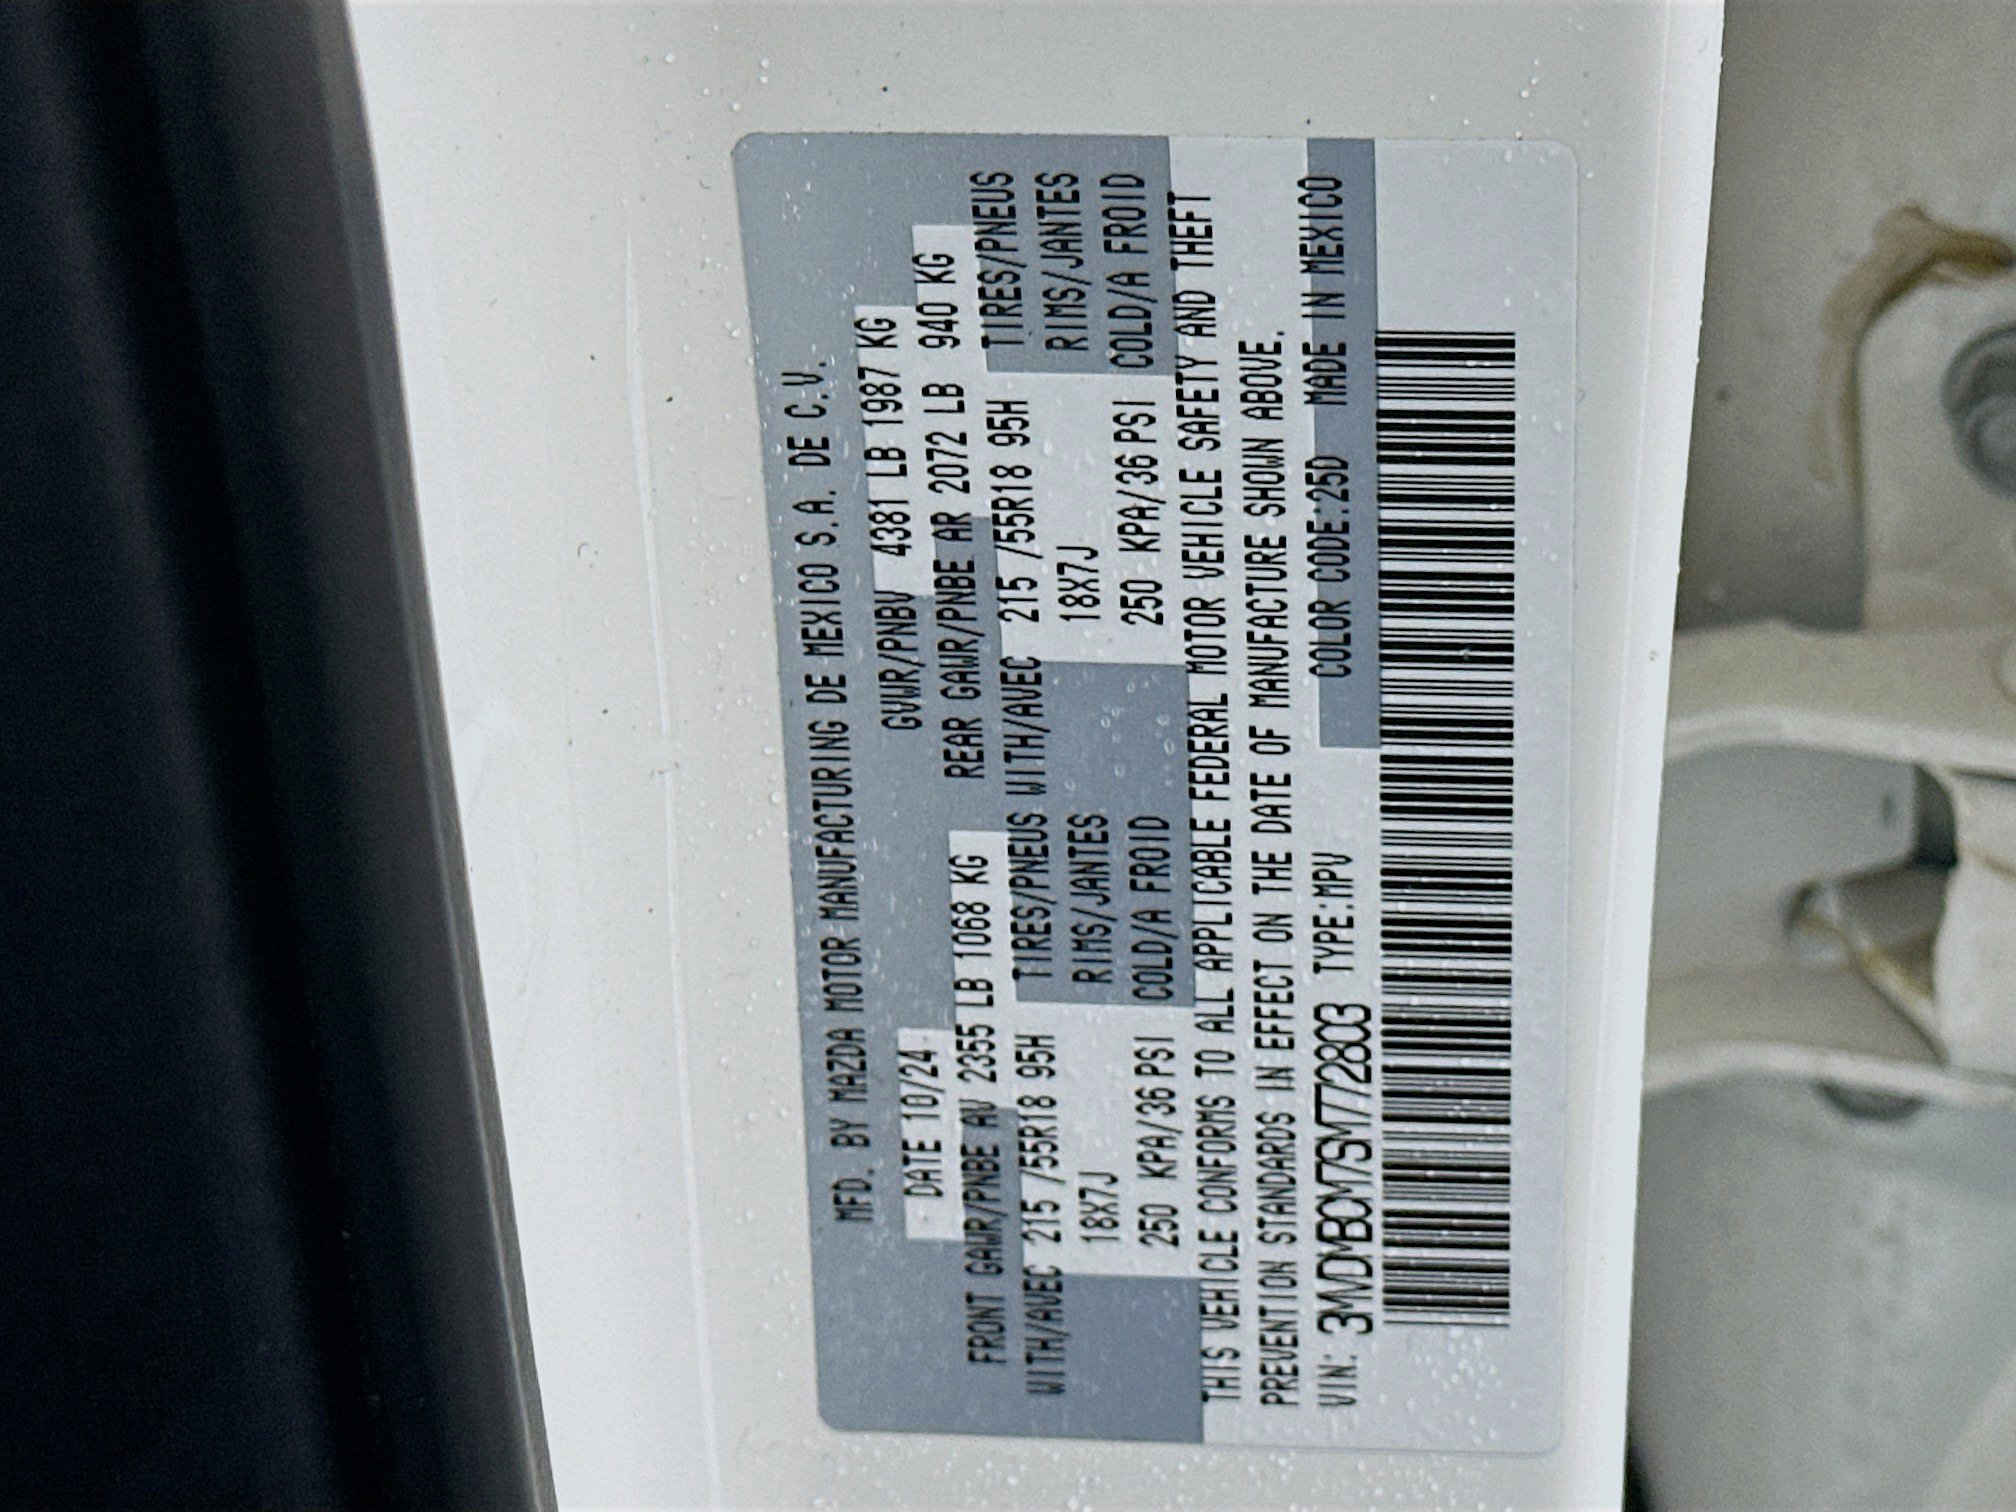 MFD. BY MAZDA MOTOR MANUFACTURING DE MEXICO S.A. DE C.V.
DATE 10/24 GVWR/PNBV 4381 LB 1987 KG
FRONT GAWR/PNBE AV 2355 LB 1068 KG REAR GAWR/PNBE AR 2072 LB 940 KG
WITH/AVEC 215 /55R18 95H TIRES/PNEUS WITH/AVEC 215 /55R18 95H TIRES/PNEUS
18X7J RIMS/JANTES 18X7J RIMS/JANTES
250 KPA/36 PSI COLD/A FROID 250 KPA/36 PSI COLD/A FROID
THIS VEHICLE CONFORMS TO ALL APPLICABLE FEDERAL MOTOR VEHICLE SAFETY AND THEFT
PREVENTION STANDARDS IN EFFECT ON THE DATE OF MANUFACTURE SHOWN ABOVE.
VIN: 3MVDMBCM7SM772803 TYPE:MPV COLOR CODE:25D MADE IN MEXICO